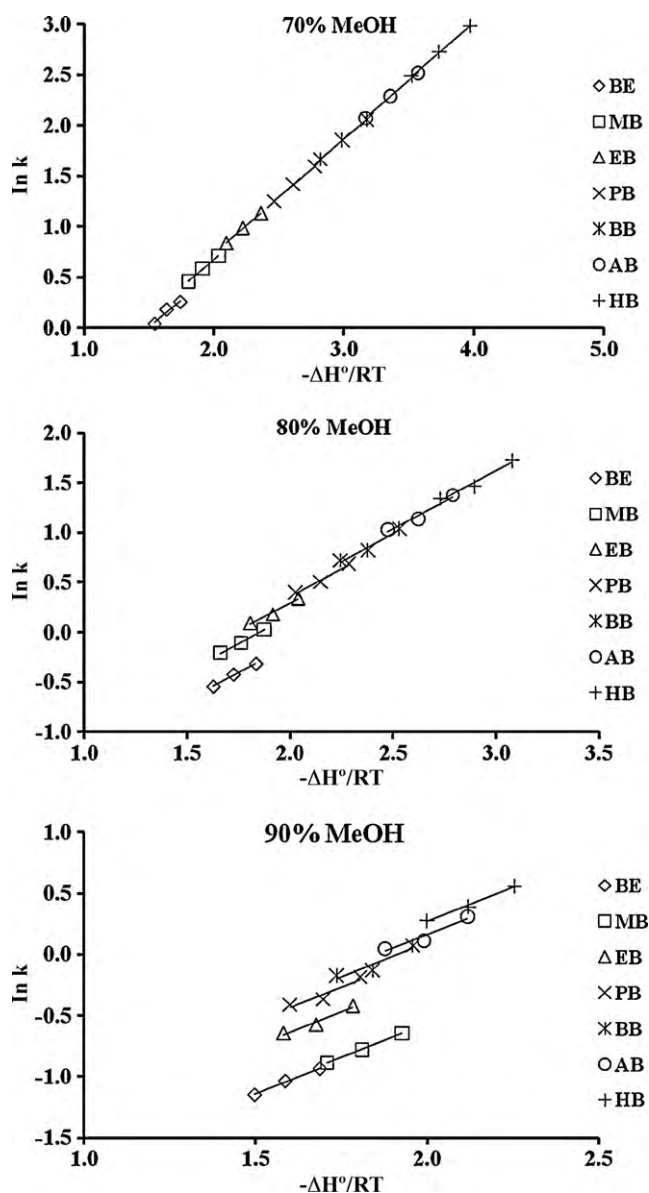 70% MeOH
3.0
2.5
2.0
1.5
1.0
0.5
0.0
ln k
1.0 2.0 3.0 4.0 5.0
-ΔHº/RT
BE
MB
EB
PB
BB
AB
HB
80% MeOH
2.0
1.5
1.0
0.5
0.0
-0.5
-1.0
ln k
1.0 1.5 2.0 2.5 3.0 3.5
-ΔHº/RT
BE
MB
EB
PB
BB
AB
HB
90% MeOH
1.0
0.5
0.0
-0.5
-1.0
-1.5
ln k
1.0 1.5 2.0 2.5
-ΔHº/RT
BE
MB
EB
PB
BB
AB
HB